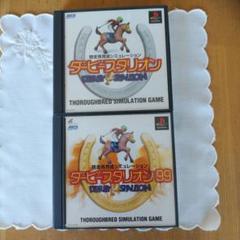 競走馬育成シミュレーション
ダービースタリオン
DERBY STALLION
THOROUGHBRED SIMULATION GAME
競走馬育成シミュレーション
ダービースタリオン99
DERBY STALLION
THOROUGHBRED SIMULATION GAME